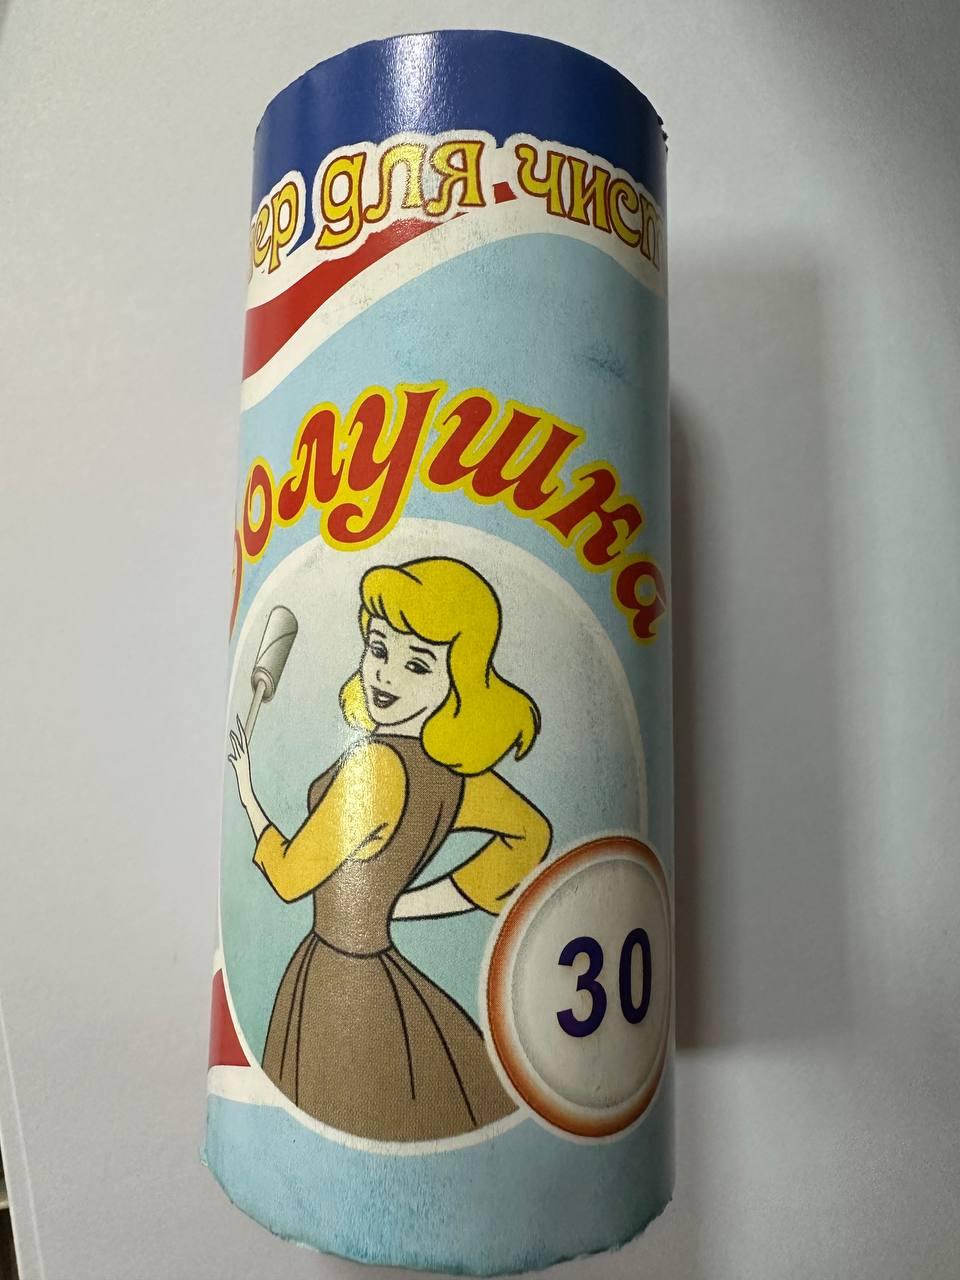 ер для чист
олушка
30